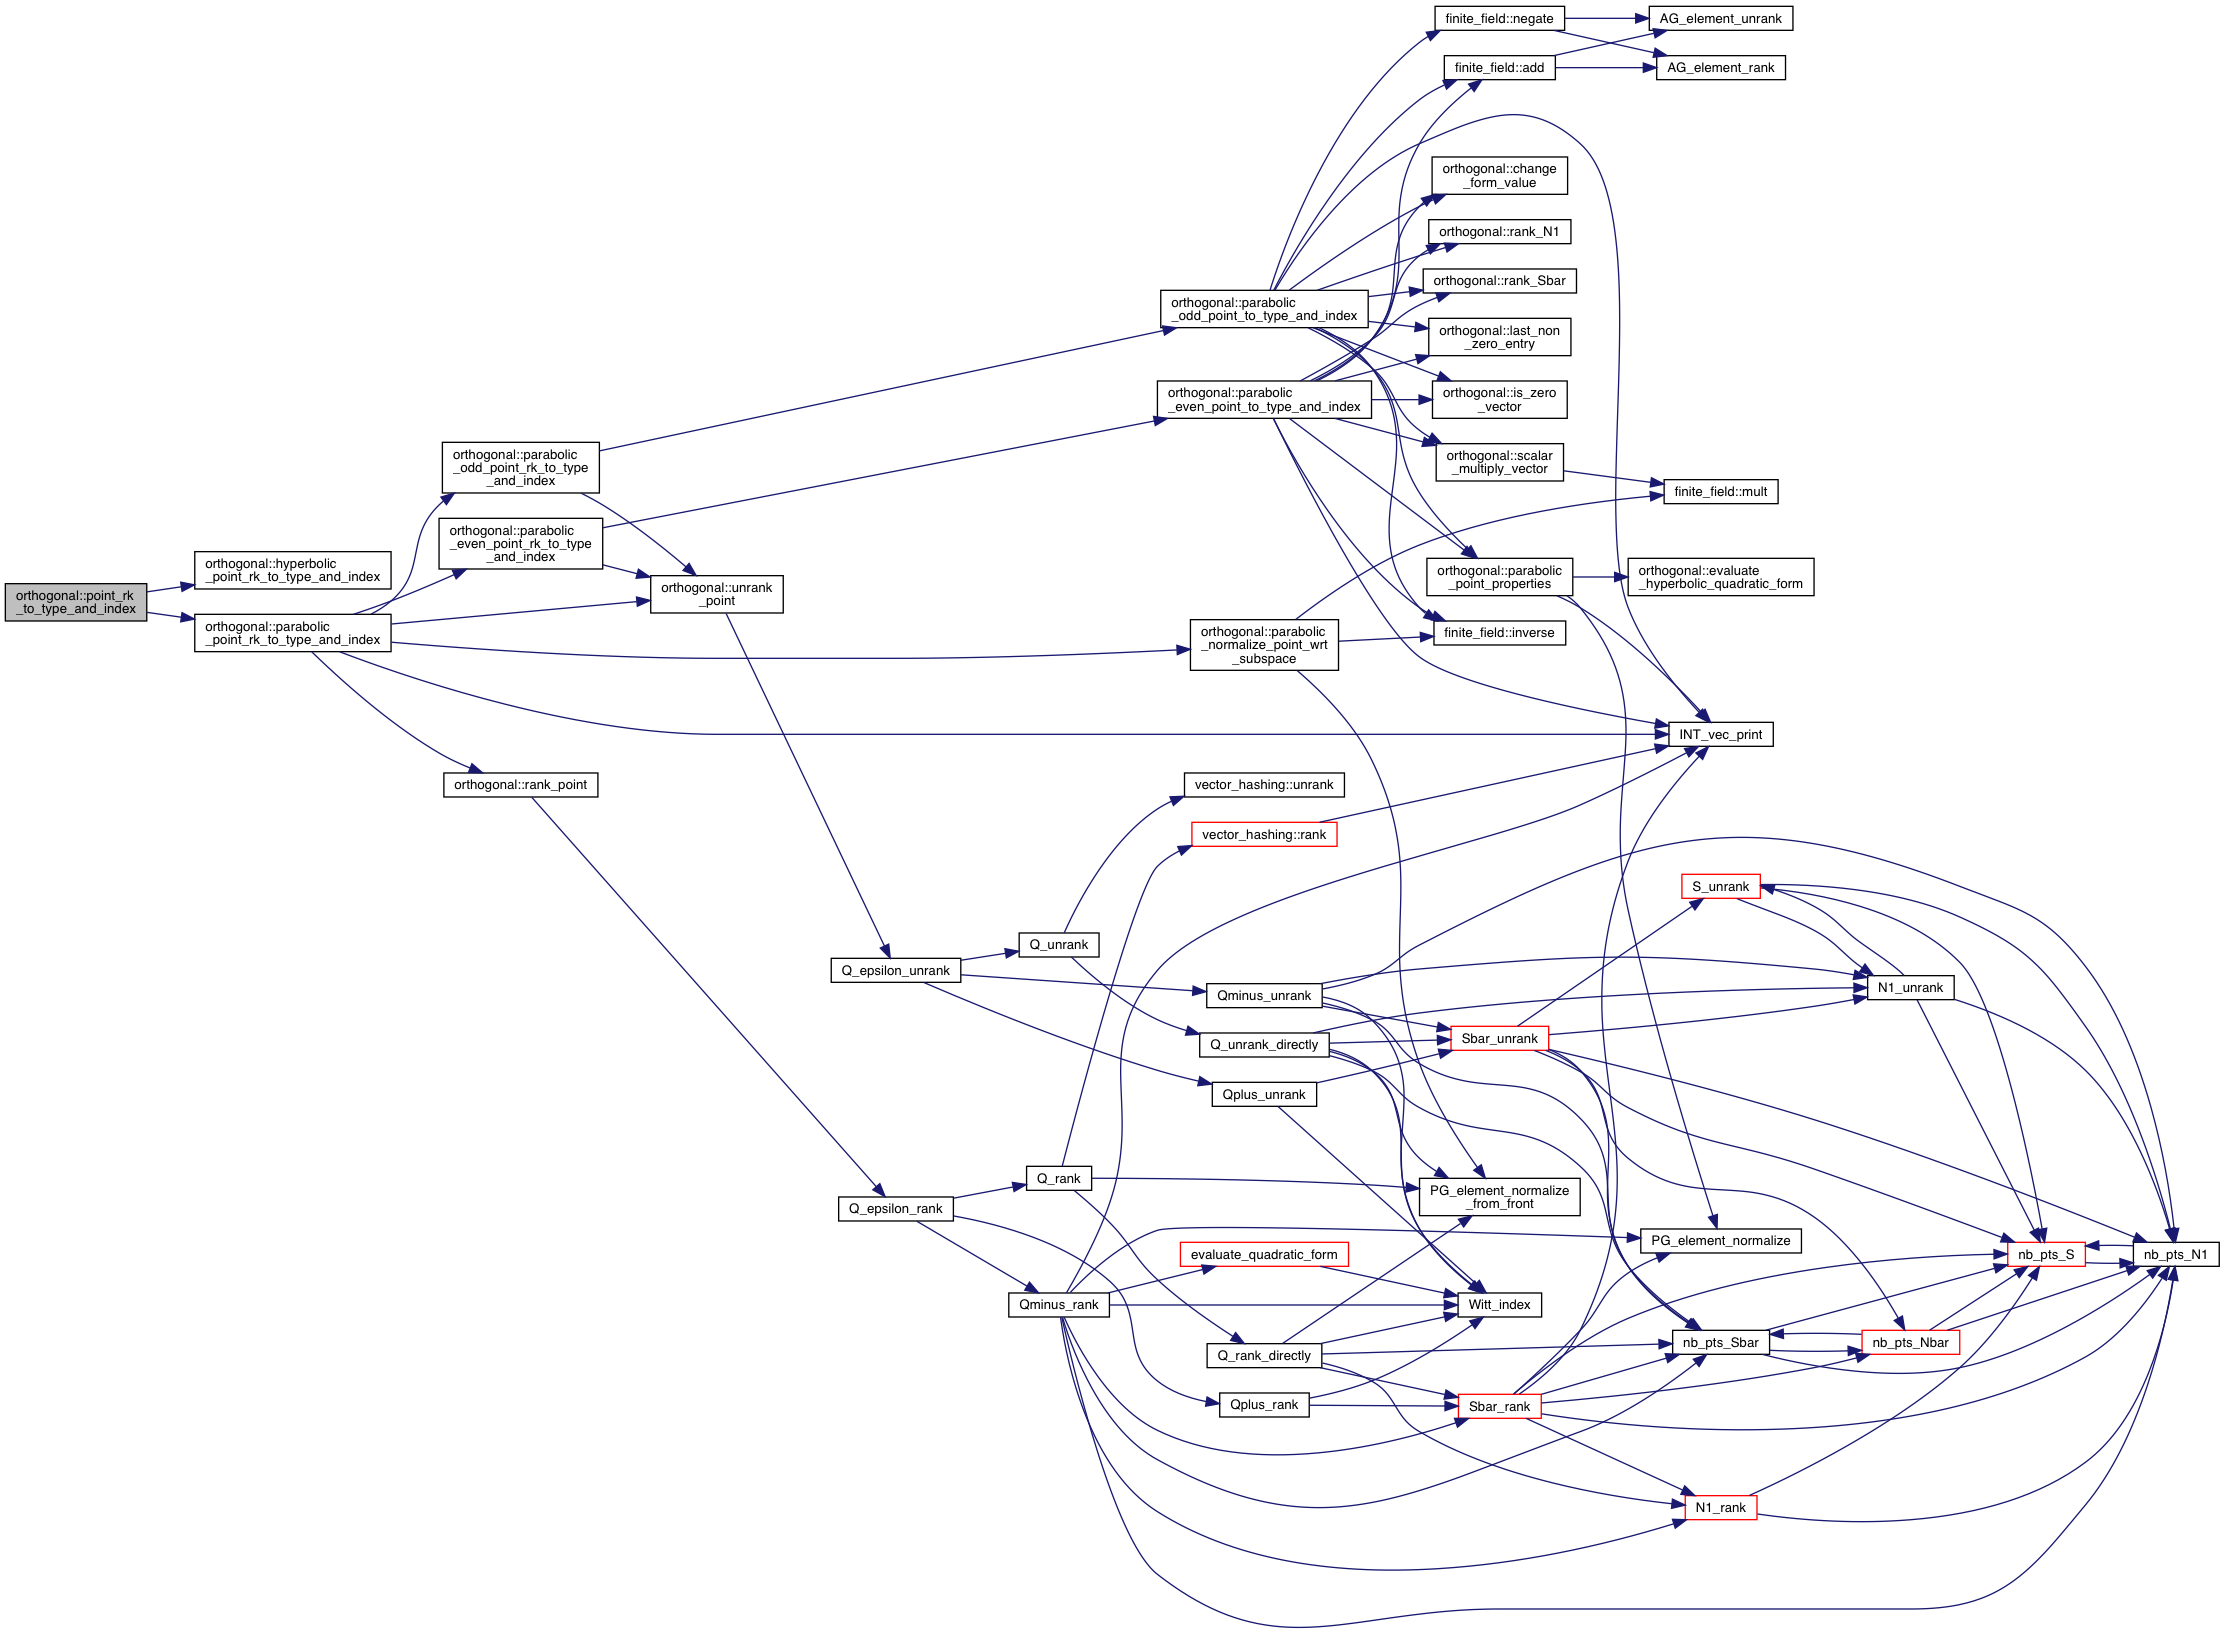 orthogonal::point_rk
_to_type_and_index
orthogonal::hyperbolic
_point_rk_to_type_and_index
orthogonal::parabolic
_point_rk_to_type_and_index
orthogonal::parabolic
_odd_point_rk_to_type
_and_index
orthogonal::parabolic
_even_point_rk_to_type
_and_index
orthogonal::rank_point
orthogonal::unrank
_point
Q_epsilon_unrank
Q_epsilon_rank
Q_unrank
Q_rank
Qminus_rank
orthogonal::parabolic
_odd_point_to_type_and_index
orthogonal::parabolic
_even_point_to_type_and_index
orthogonal::parabolic
_normalize_point_wrt
_subspace
vector_hashing::unrank
vector_hashing::rank
Qminus_unrank
Q_unrank_directly
Qplus_unrank
evaluate_quadratic_form
Q_rank_directly
Qplus_rank
finite_field::negate
finite_field::add
orthogonal::change
_form_value
orthogonal::rank_N1
orthogonal::rank_Sbar
orthogonal::last_non
_zero_entry
orthogonal::is_zero
_vector
orthogonal::scalar
_multiply_vector
orthogonal::parabolic
_point_properties
finite_field::inverse
Sbar_unrank
PG_element_normalize
_from_front
Witt_index
Sbar_rank
AG_element_unrank
AG_element_rank
finite_field::mult
orthogonal::evaluate
_hyperbolic_quadratic_form
INT_vec_print
S_unrank
PG_element_normalize
nb_pts_Sbar
N1_rank
N1_unrank
nb_pts_Nbar
nb_pts_S
nb_pts_N1